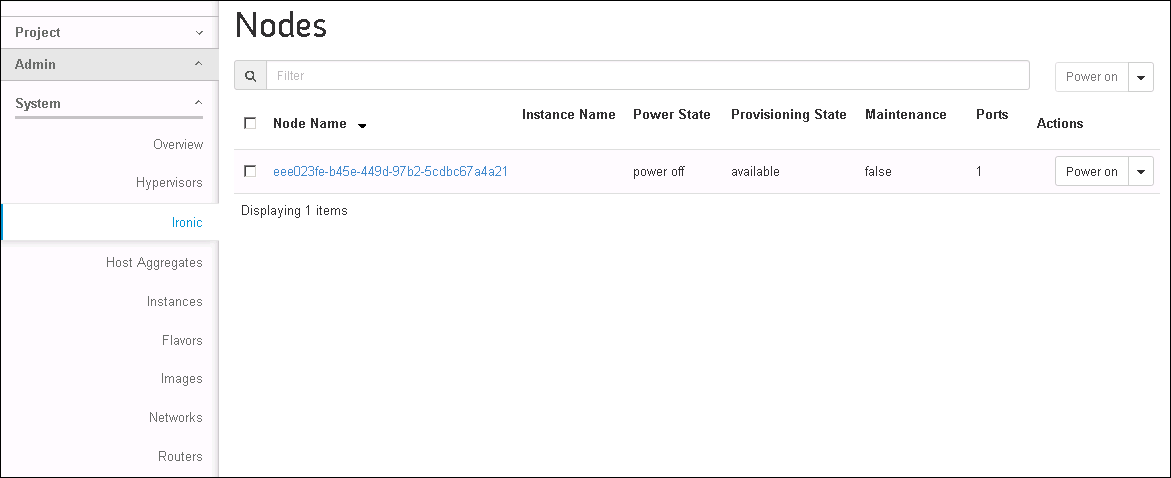 Nodes
Project
Admin
System
Overview
Hypervisors
Ironic
Host Aggregates
Instances
Flavors
Images
Networks
Routers
Filter
Power on
Node Name Instance Name Power State Provisioning State Maintenance Ports Actions
eee023fe-b45e-449d-97b2-5cdbc67a4a21 power off available false 1 Power on
Displaying 1 items